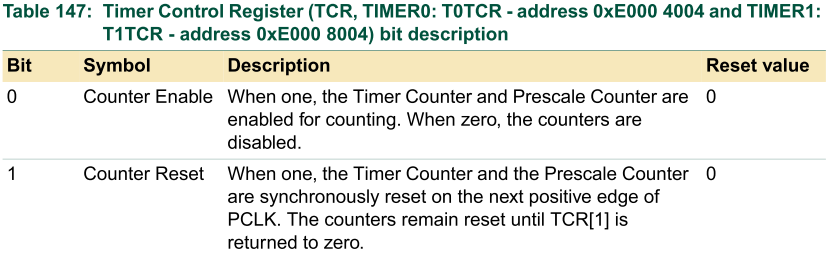 Table 147: Timer Control Register (TCR, TIMER0: T0TCR - address 0xE000 4004 and TIMER1:
T1TCR - address 0xE000 8004) bit description
Bit Symbol Description Reset value
0 Counter Enable When one, the Timer Counter and Prescale Counter are 0
enabled for counting. When zero, the counters are
disabled.
1 Counter Reset When one, the Timer Counter and the Prescale Counter 0
are synchronously reset on the next positive edge of
PCLK. The counters remain reset until TCR[1] is
returned to zero.